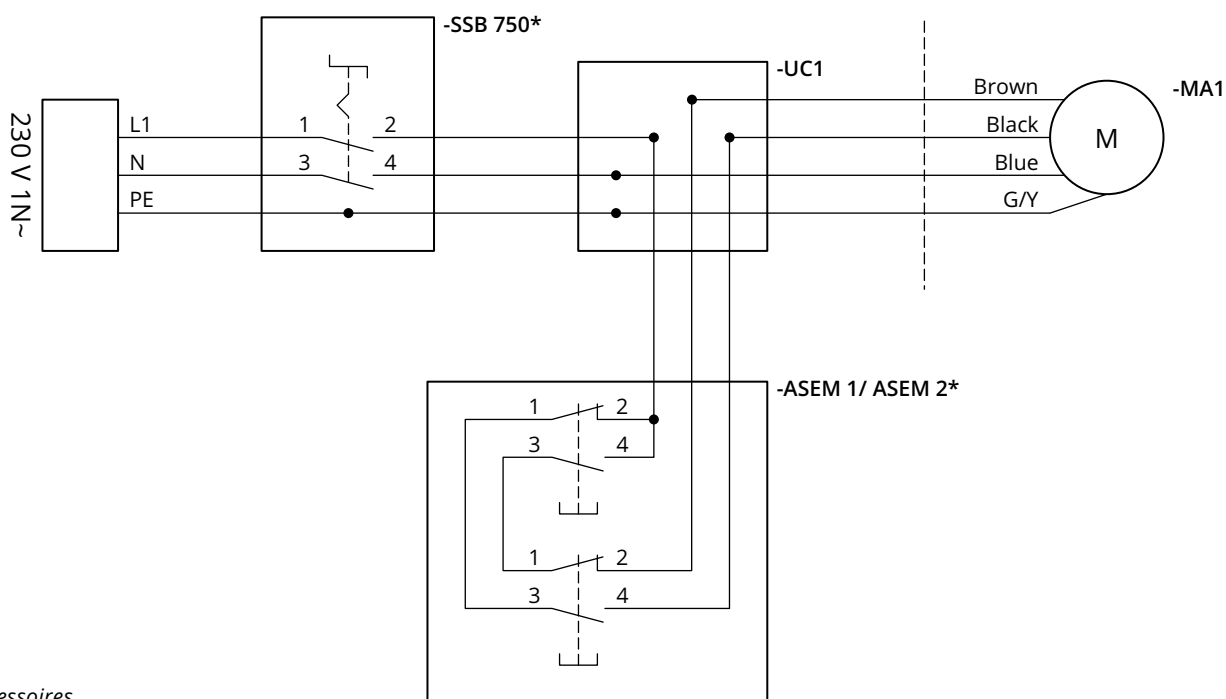 -SSB 750*
-UC1
-MA1
230 V 1N~
L1
N
PE
1 2
3 4
Brown
Black
Blue
G/Y
M
-ASEM 1/ ASEM 2*
1 2
3 4
1 2
3 4